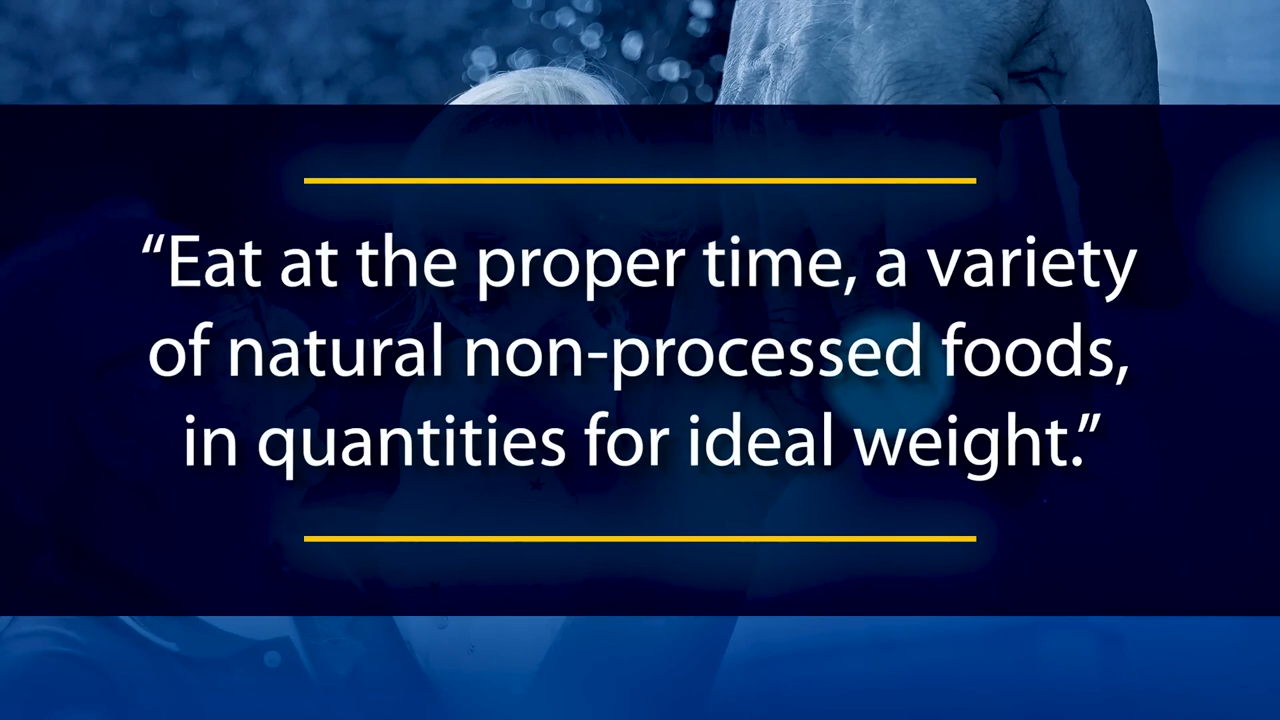 “Eat at the proper time, a variety
of natural non-processed foods,
in quantities for ideal weight.”